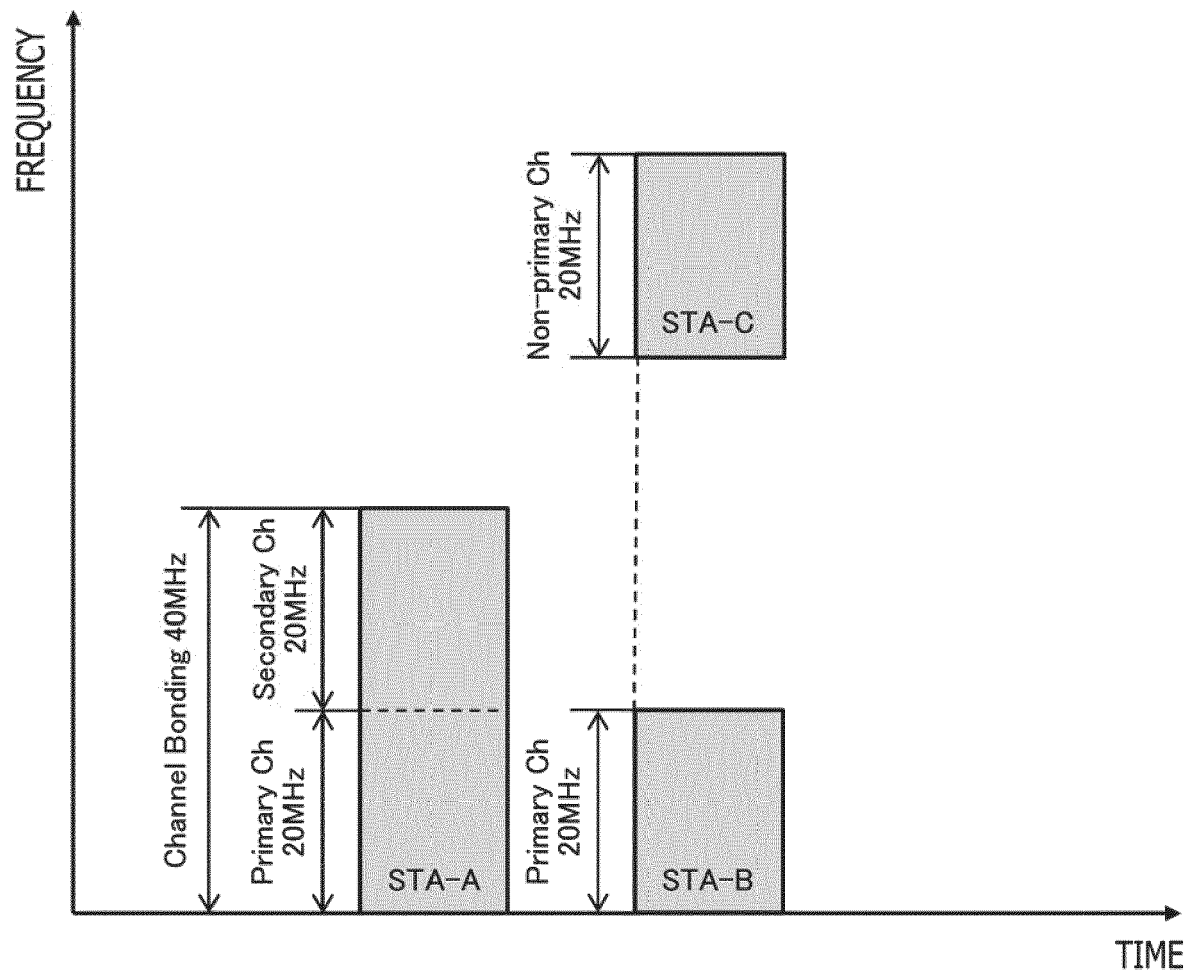 FREQUENCY
Non-primary Ch
20MHz
STA-C
Channel Bonding 40MHz
Secondary Ch
20MHz
Primary Ch
20MHz
STA-A
Primary Ch
20MHz
STA-B
TIME